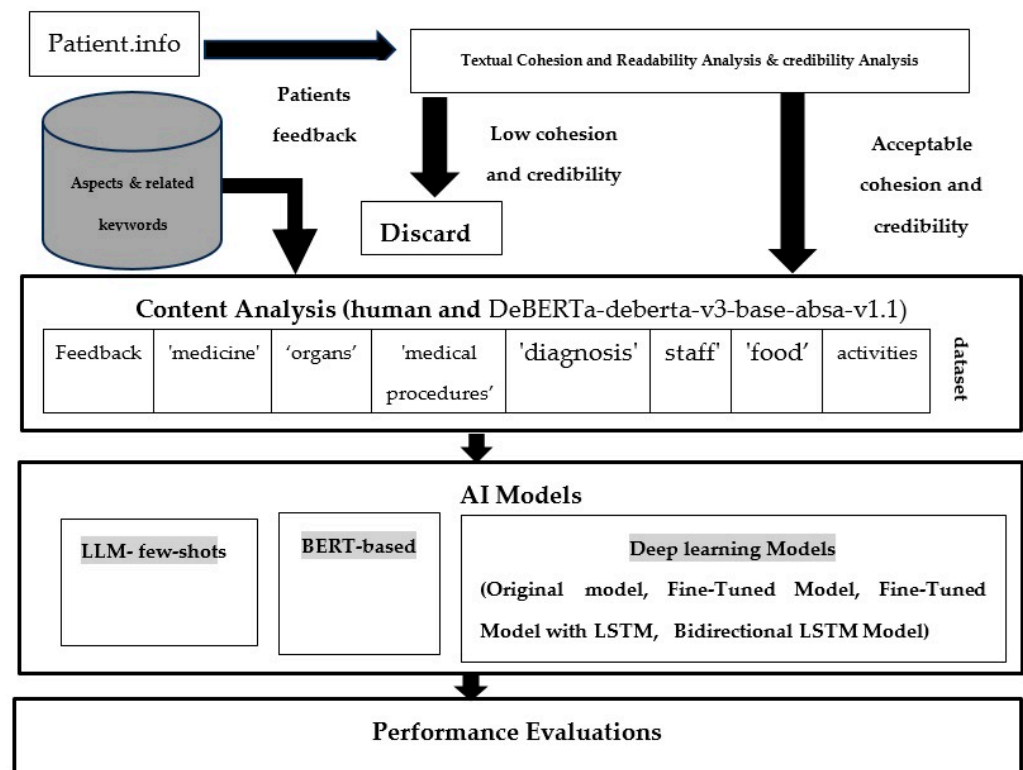 Patient.info
Textual Cohesion and Readability Analysis & credibility Analysis
Patients
feedback
Low cohesion
and credibility
Acceptable
cohesion and
credibility
Aspects & related
keywords
Discard
Content Analysis (human and DeBERTa-deberta-v3-base-absa-v1.1)
Feedback
'medicine'
‘organs’
'medical
procedures’
'diagnosis'
staff'
'food’
activities
dataset
AI Models
LLM- few-shots
BERT-based
Deep learning Models
(Original model, Fine-Tuned Model, Fine-Tuned
Model with LSTM, Bidirectional LSTM Model)
Performance Evaluations